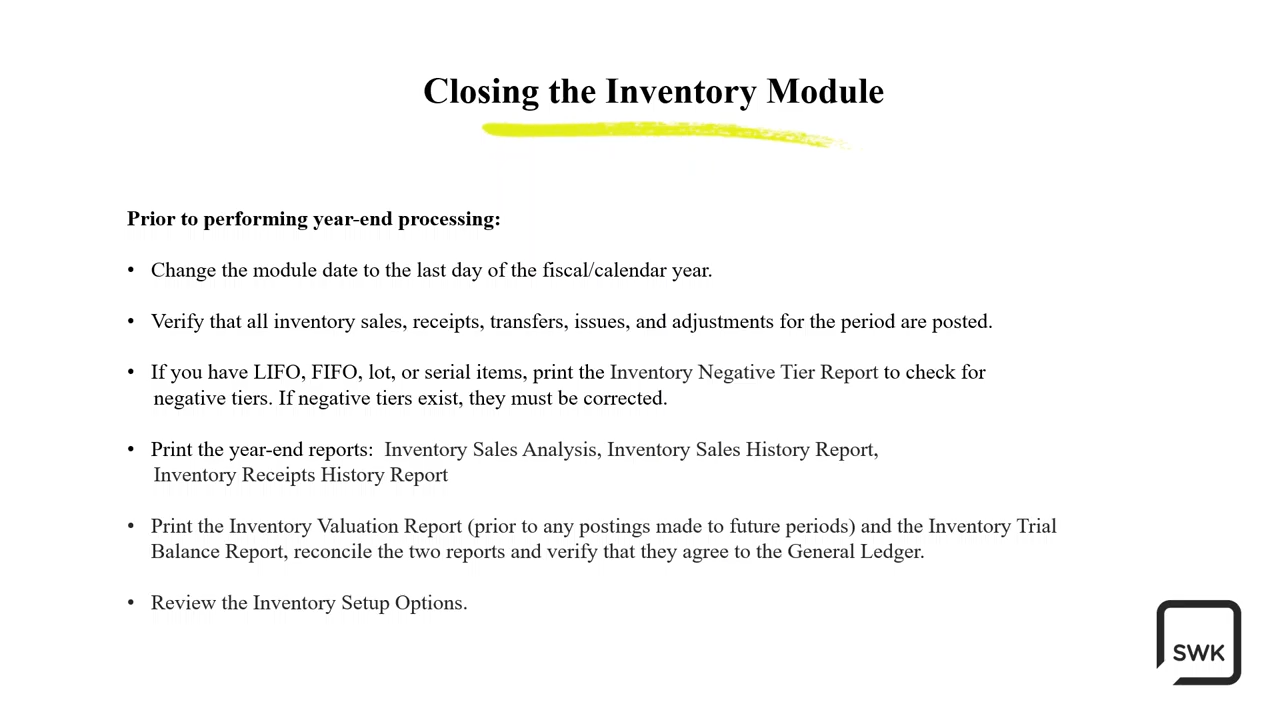 Closing the Inventory Module
Prior to performing year-end processing:
• Change the module date to the last day of the fiscal/calendar year.
• Verify that all inventory sales, receipts, transfers, issues, and adjustments for the period are posted.
• If you have LIFO, FIFO, lot, or serial items, print the Inventory Negative Tier Report to check for
negative tiers. If negative tiers exist, they must be corrected.
• Print the year-end reports:  Inventory Sales Analysis, Inventory Sales History Report,
Inventory Receipts History Report
• Print the Inventory Valuation Report (prior to any postings made to future periods) and the Inventory Trial
Balance Report, reconcile the two reports and verify that they agree to the General Ledger.
• Review the Inventory Setup Options.
SWK